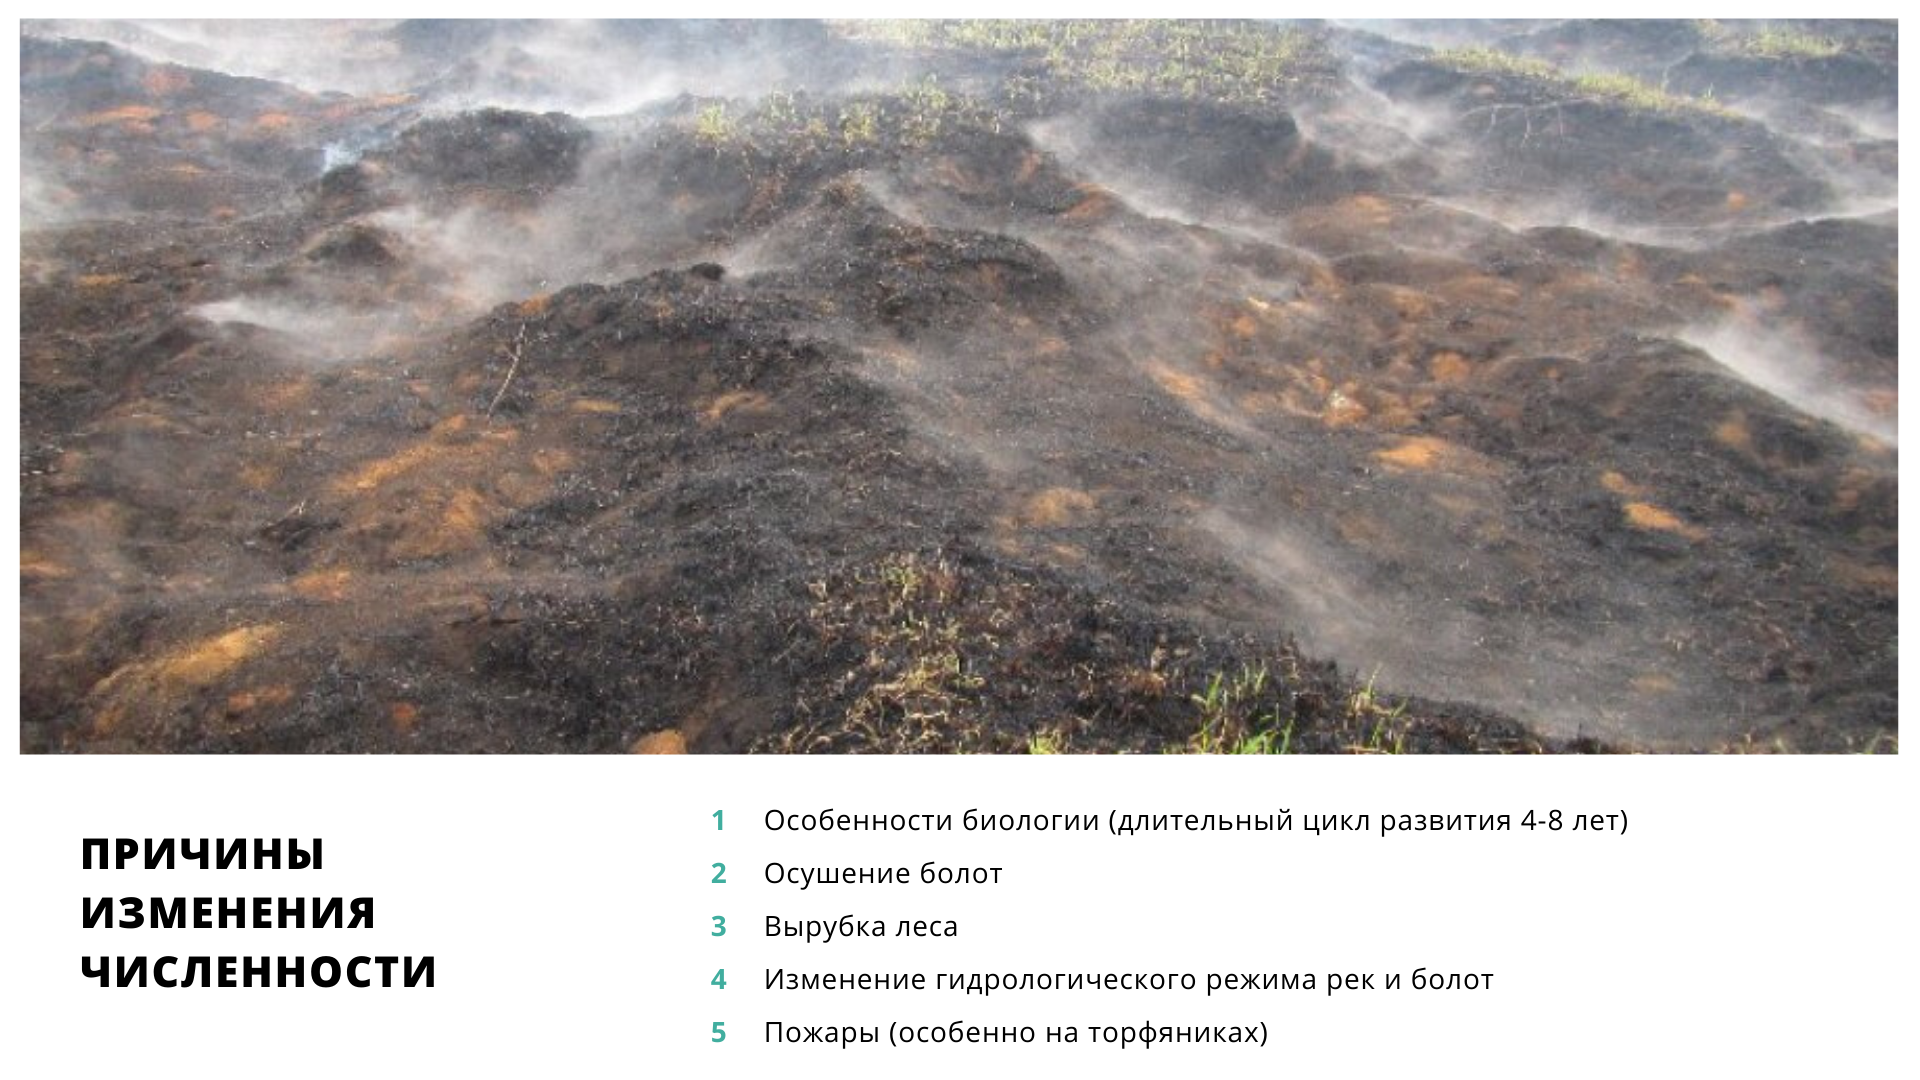 ПРИЧИНЫ
ИЗМЕНЕНИЯ
ЧИСЛЕННОСТИ
1 Особенности биологии (длительный цикл развития 4-8 лет)
2 Осушение болот
3 Вырубка леса
4 Изменение гидрологического режима рек и болот
5 Пожары (особенно на торфяниках)